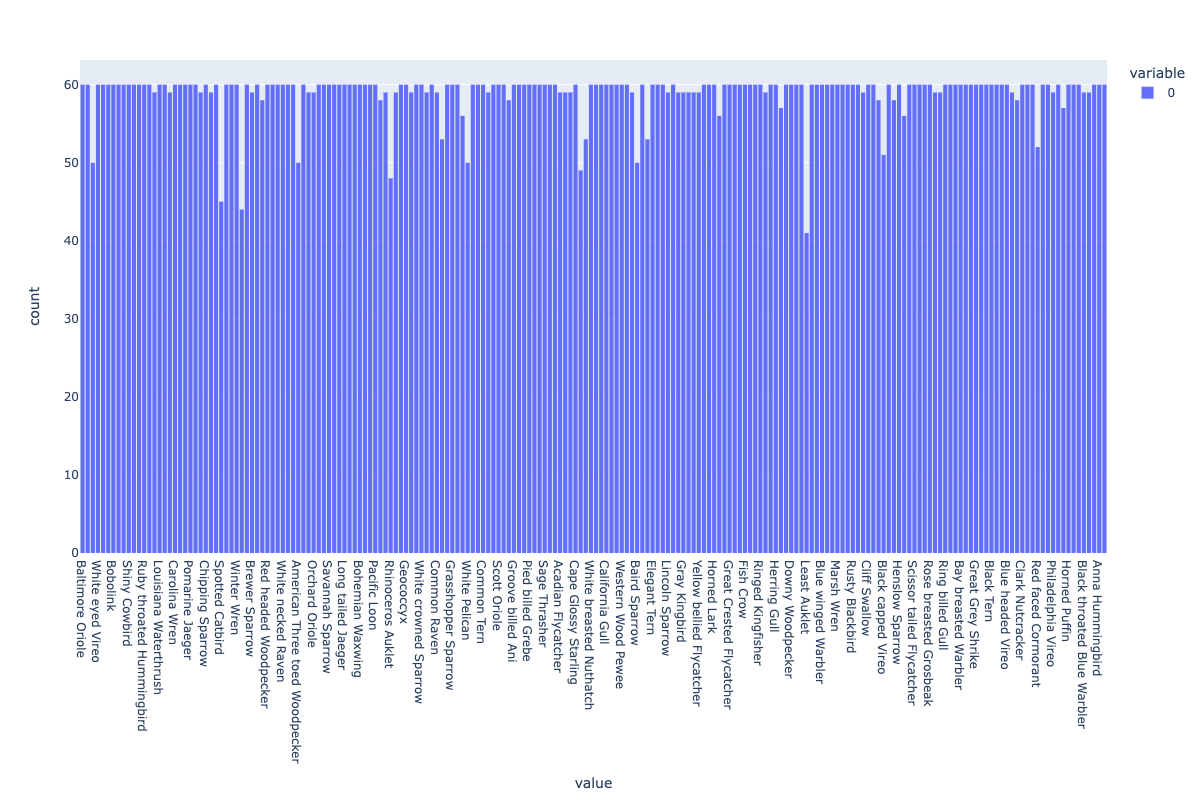 variable
0
60
50
40
30
20
10
0
count
Baltimore Oriole
White eyed Vireo
Bobolink
Shiny Cowbird
Ruby throated Hummingbird
Louisiana Waterthrush
Carolina Wren
Pomarine Jaeger
Chipping Sparrow
Spotted Catbird
Winter Wren
Brewer Sparrow
Red headed Woodpecker
White necked Raven
American Three toed Woodpecker
Orchard Oriole
Savannah Sparrow
Long tailed Jaeger
Bohemian Waxwing
Pacific Loon
Rhinoceros Auklet
Geococcyx
White crowned Sparrow
Common Raven
Grasshopper Sparrow
White Pelican
Common Tern
Scott Oriole
Groove billed Ani
Pied billed Grebe
Sage Thrasher
Acadian Flycatcher
Cape Glossy Starling
White breasted Nuthatch
California Gull
Western Wood Pewee
Baird Sparrow
Elegant Tern
Lincoln Sparrow
Gray Kingbird
Yellow bellied Flycatcher
Horned Lark
Great Crested Flycatcher
Fish Crow
Ringed Kingfisher
Herring Gull
Downy Woodpecker
Least Auklet
Blue winged Warbler
Marsh Wren
Rusty Blackbird
Cliff Swallow
Black capped Vireo
Henslow Sparrow
Scissor tailed Flycatcher
Rose breasted Grosbeak
Ring billed Gull
Bay breasted Warbler
Great Grey Shrike
Black Tern
Blue headed Vireo
Clark Nutcracker
Red faced Cormorant
Philadelphia Vireo
Horned Puffin
Black throated Blue Warbler
Anna Hummingbird
value